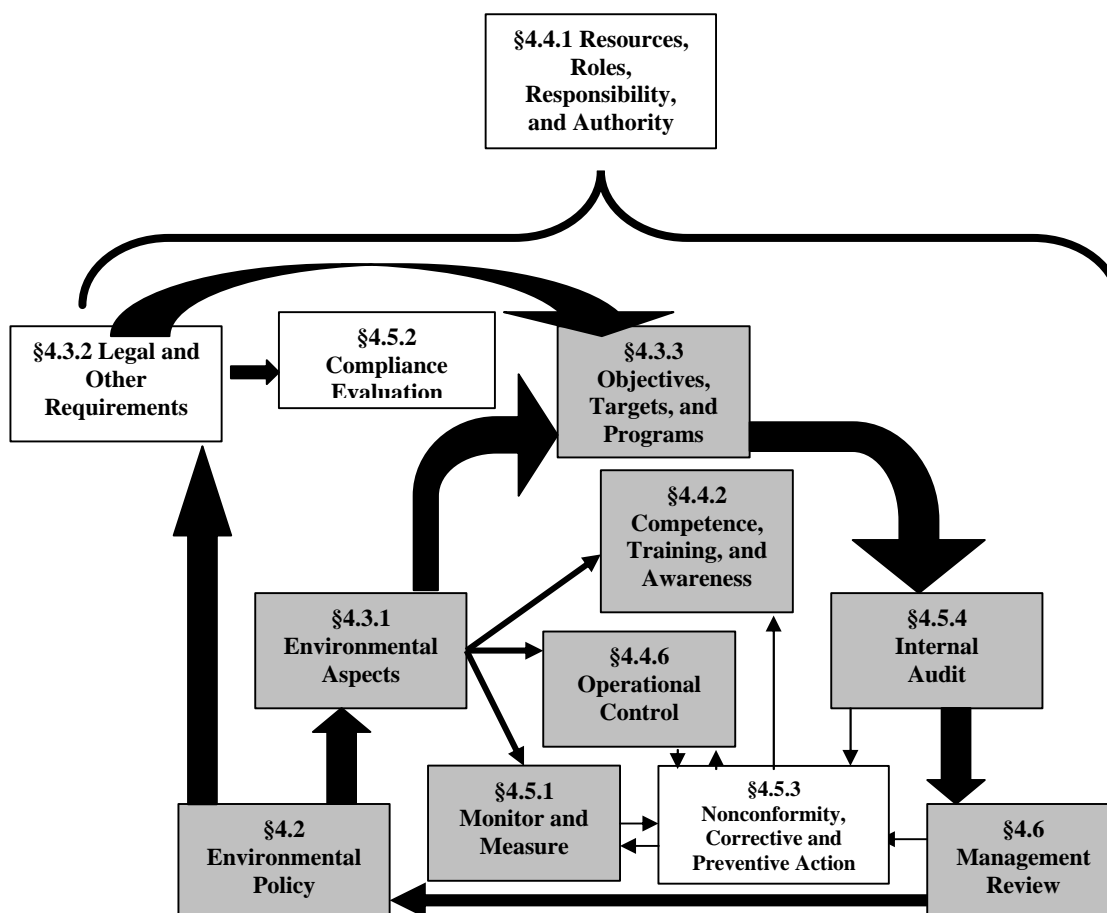 §4.4.1 Resources,
Roles,
Responsibility,
and Authority
§4.3.2 Legal and
Other
Requirements
§4.5.2
Compliance
Evaluation
§4.3.3
Objectives,
Targets, and
Programs
§4.4.2
Competence,
Training, and
Awareness
§4.3.1
Environmental
Aspects
§4.4.6
Operational
Control
§4.5.4
Internal
Audit
§4.5.1
Monitor and
Measure
§4.5.3
Nonconformity,
Corrective and
Preventive Action
§4.2
Environmental
Policy
§4.6
Management
Review